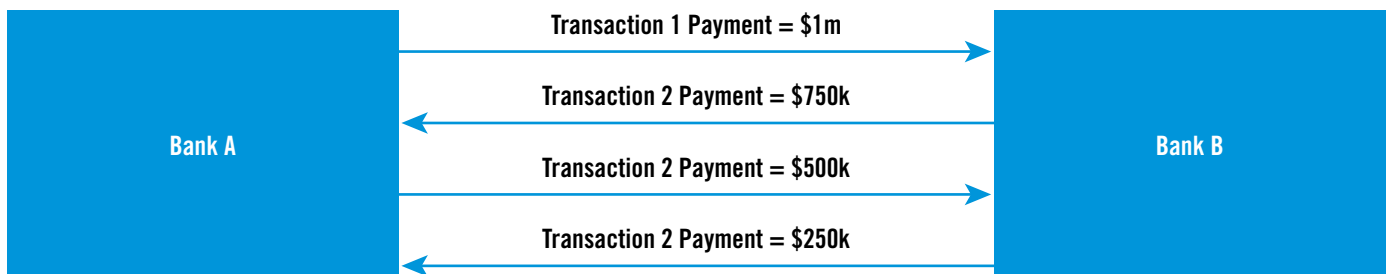 Transaction 1 Payment = $1m
Transaction 2 Payment = $750k
Bank A
Bank B
Transaction 2 Payment = $500k
Transaction 2 Payment = $250k